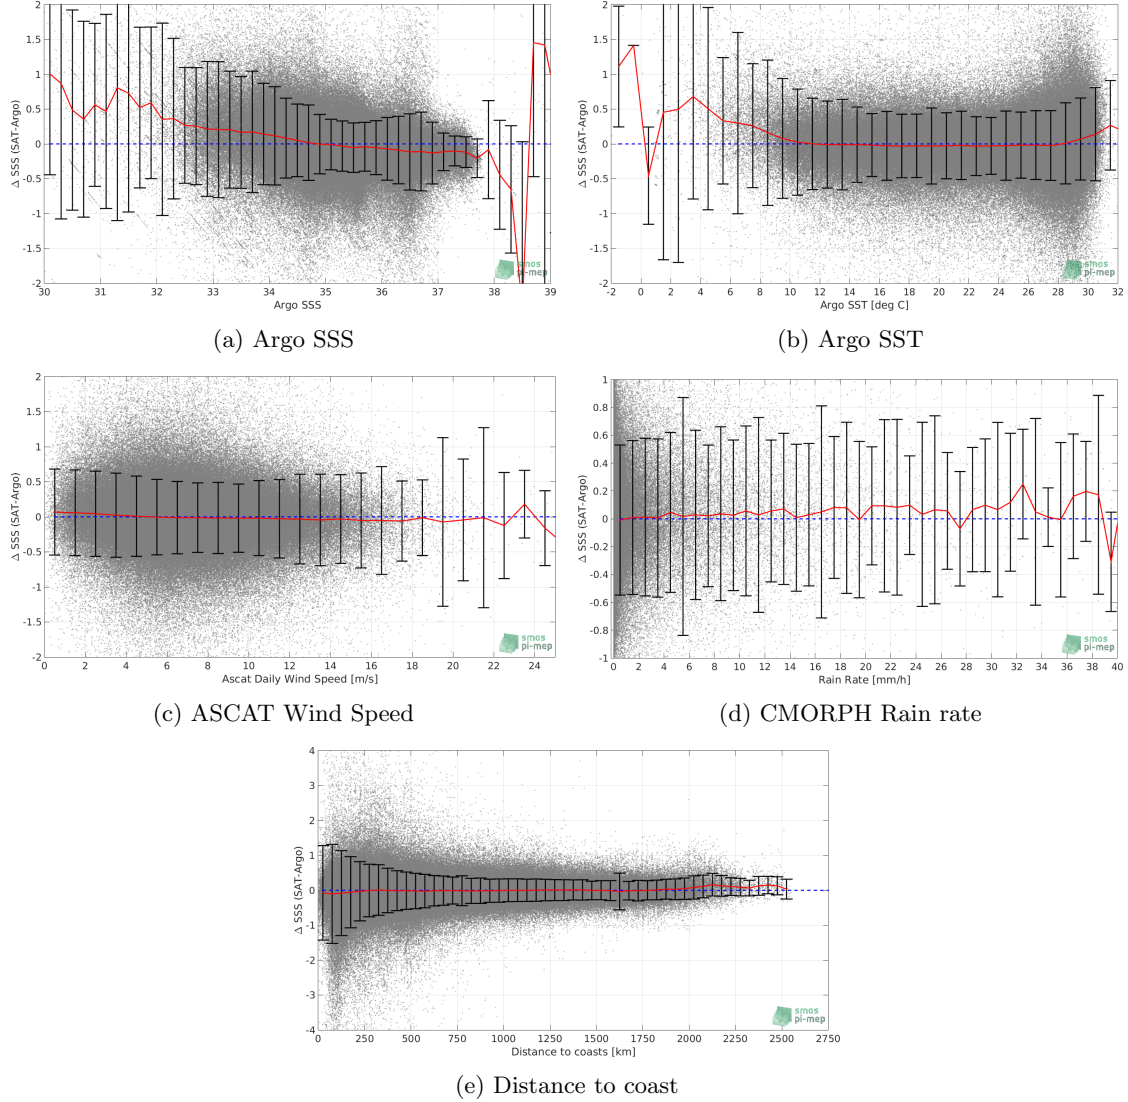 2
1.5
1
0.5
0
-0.5
-1
-1.5
-2
Δ SSS (SAT-Argo)
30 31 32 33 34 35 36 37 38 39
Argo SSS
smos
pi-mep
(a) Argo SSS
2
1.5
1
0.5
0
-0.5
-1
-1.5
-2
Δ SSS (SAT-Argo)
-2 0 2 4 6 8 10 12 14 16 18 20 22 24 26 28 30 32
Argo SST [deg C]
smos
pi-mep
(b) Argo SST
2
1.5
1
0.5
0
-0.5
-1
-1.5
-2
Δ SSS (SAT-Argo)
0 2 4 6 8 10 12 14 16 18 20 22 24
Ascat Daily Wind Speed [m/s]
smos
pi-mep
(c) ASCAT Wind Speed
1
0.8
0.6
0.4
0.2
0
-0.2
-0.4
-0.6
-0.8
-1
Δ SSS (SAT-Argo)
0 2 4 6 8 10 12 14 16 18 20 22 24 26 28 30 32 34 36 38 40
Rain Rate [mm/h]
smos
pi-mep
(d) CMORPH Rain rate
4
3
2
1
0
-1
-2
-3
-4
Δ SSS (SAT-Argo)
0 250 500 750 1000 1250 1500 1750 2000 2250 2500 2750
Distance to coasts [km]
smos
pi-mep
(e) Distance to coast